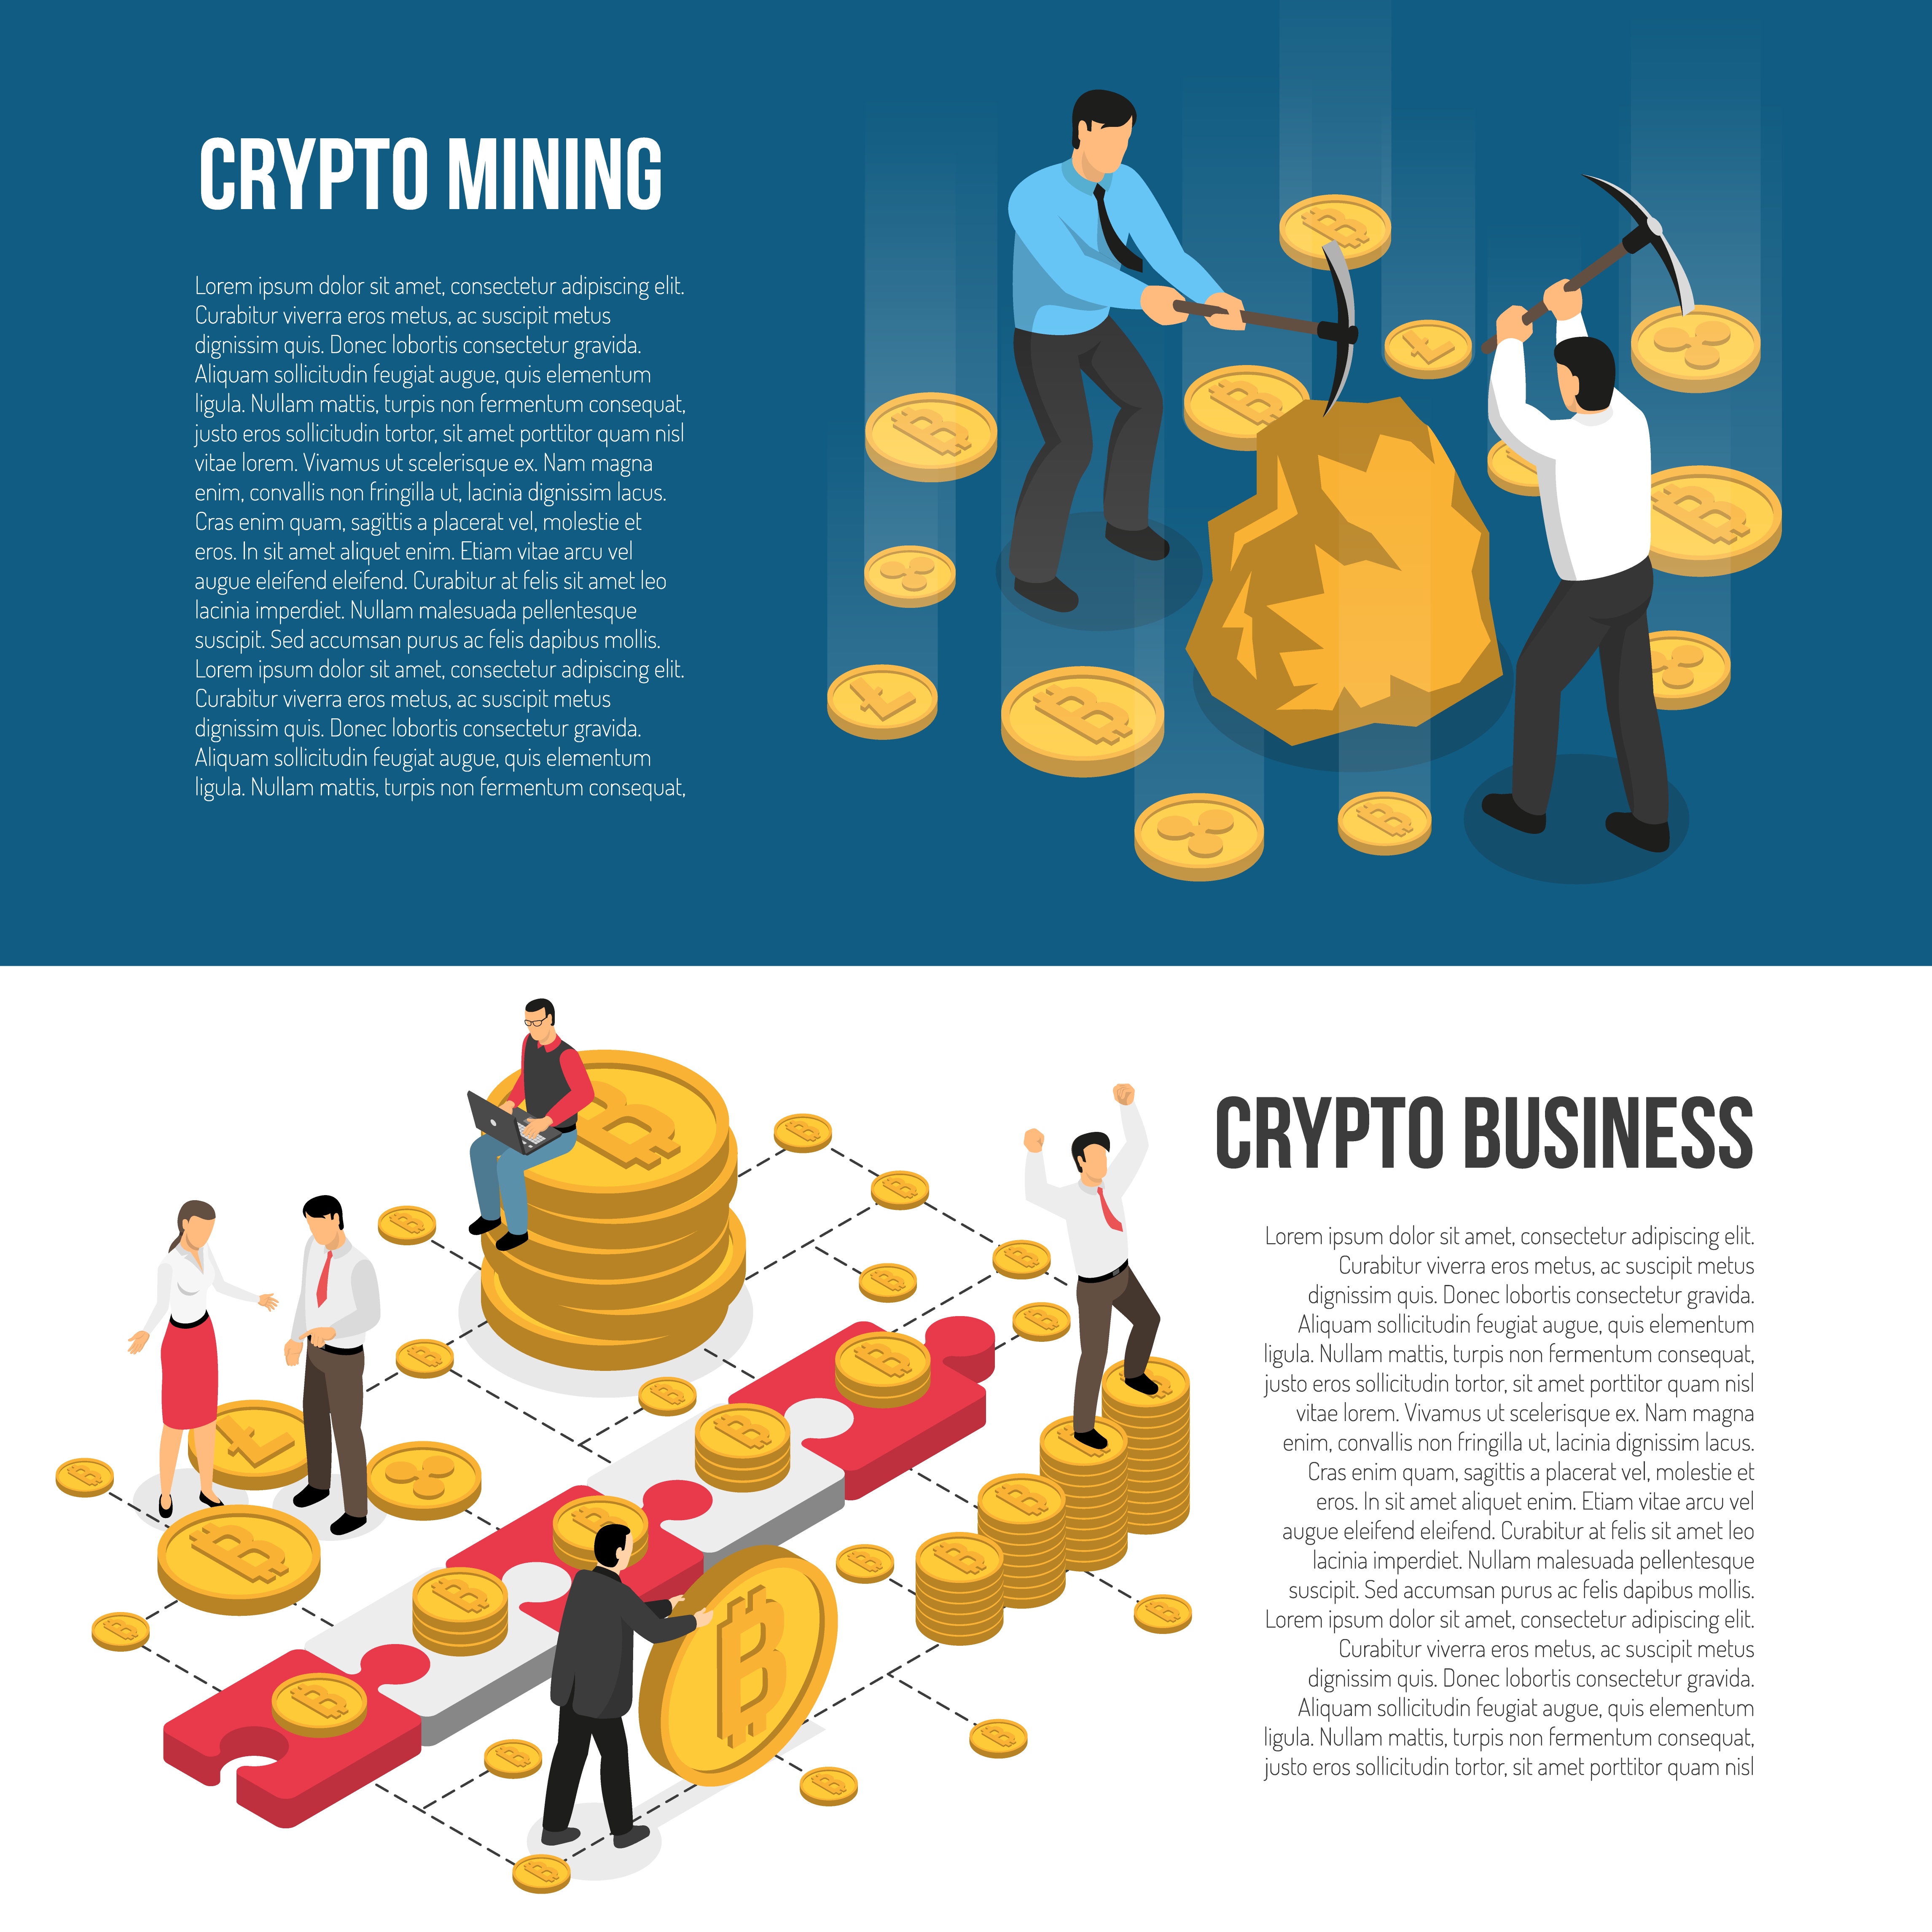 CRYPTO MINING
Lorem ipsum dolor sit amet, consectetur adipiscing elit.
Curabitur viverra eros metus, ac suscipit metus
dignissim quis. Donec lobortis consectetur gravida.
Aliquam sollicitudin feugiat augue, quis elementum
ligula. Nullam mattis, turpis non fermentum consequat,
justo eros sollicitudin tortor, sit amet porttitor quam nisl
vitae lorem. Vivamus ut scelerisque ex. Nam magna
enim, convallis non fringilla ut, lacinia dignissim lacus.
Cras enim quam, sagittis a placerat vel, molestie et
eros. In sit amet aliquet enim. Etiam vitae arcu vel
augue eleifend eleifend. Curabitur at felis sit amet leo
lacinia imperdiet. Nullam malesuada pellentesque
suscipit. Sed accumsan purus ac felis dapibus mollis.
Lorem ipsum dolor sit amet, consectetur adipiscing elit.
Curabitur viverra eros metus, ac suscipit metus
dignissim quis. Donec lobortis consectetur gravida.
Aliquam sollicitudin feugiat augue, quis elementum
ligula. Nullam mattis, turpis non fermentum consequat,
CRYPTO BUSINESS
Lorem ipsum dolor sit amet, consectetur adipiscing elit.
Curabitur viverra eros metus, ac suscipit metus
dignissim quis. Donec lobortis consectetur gravida.
Aliquam sollicitudin feugiat augue, quis elementum
ligula. Nullam mattis, turpis non fermentum consequat,
justo eros sollicitudin tortor, sit amet porttitor quam nisl
vitae lorem. Vivamus ut scelerisque ex. Nam magna
enim, convallis non fringilla ut, lacinia dignissim lacus.
Cras enim quam, sagittis a placerat vel, molestie et
eros. In sit amet aliquet enim. Etiam vitae arcu vel
augue eleifend eleifend. Curabitur at felis sit amet leo
lacinia imperdiet. Nullam malesuada pellentesque
suscipit. Sed accumsan purus ac felis dapibus mollis.
Lorem ipsum dolor sit amet, consectetur adipiscing elit.
Curabitur viverra eros metus, ac suscipit metus
dignissim quis. Donec lobortis consectetur gravida.
Aliquam sollicitudin feugiat augue, quis elementum
ligula. Nullam mattis, turpis non fermentum consequat,
justo eros sollicitudin tortor, sit amet porttitor quam nisl